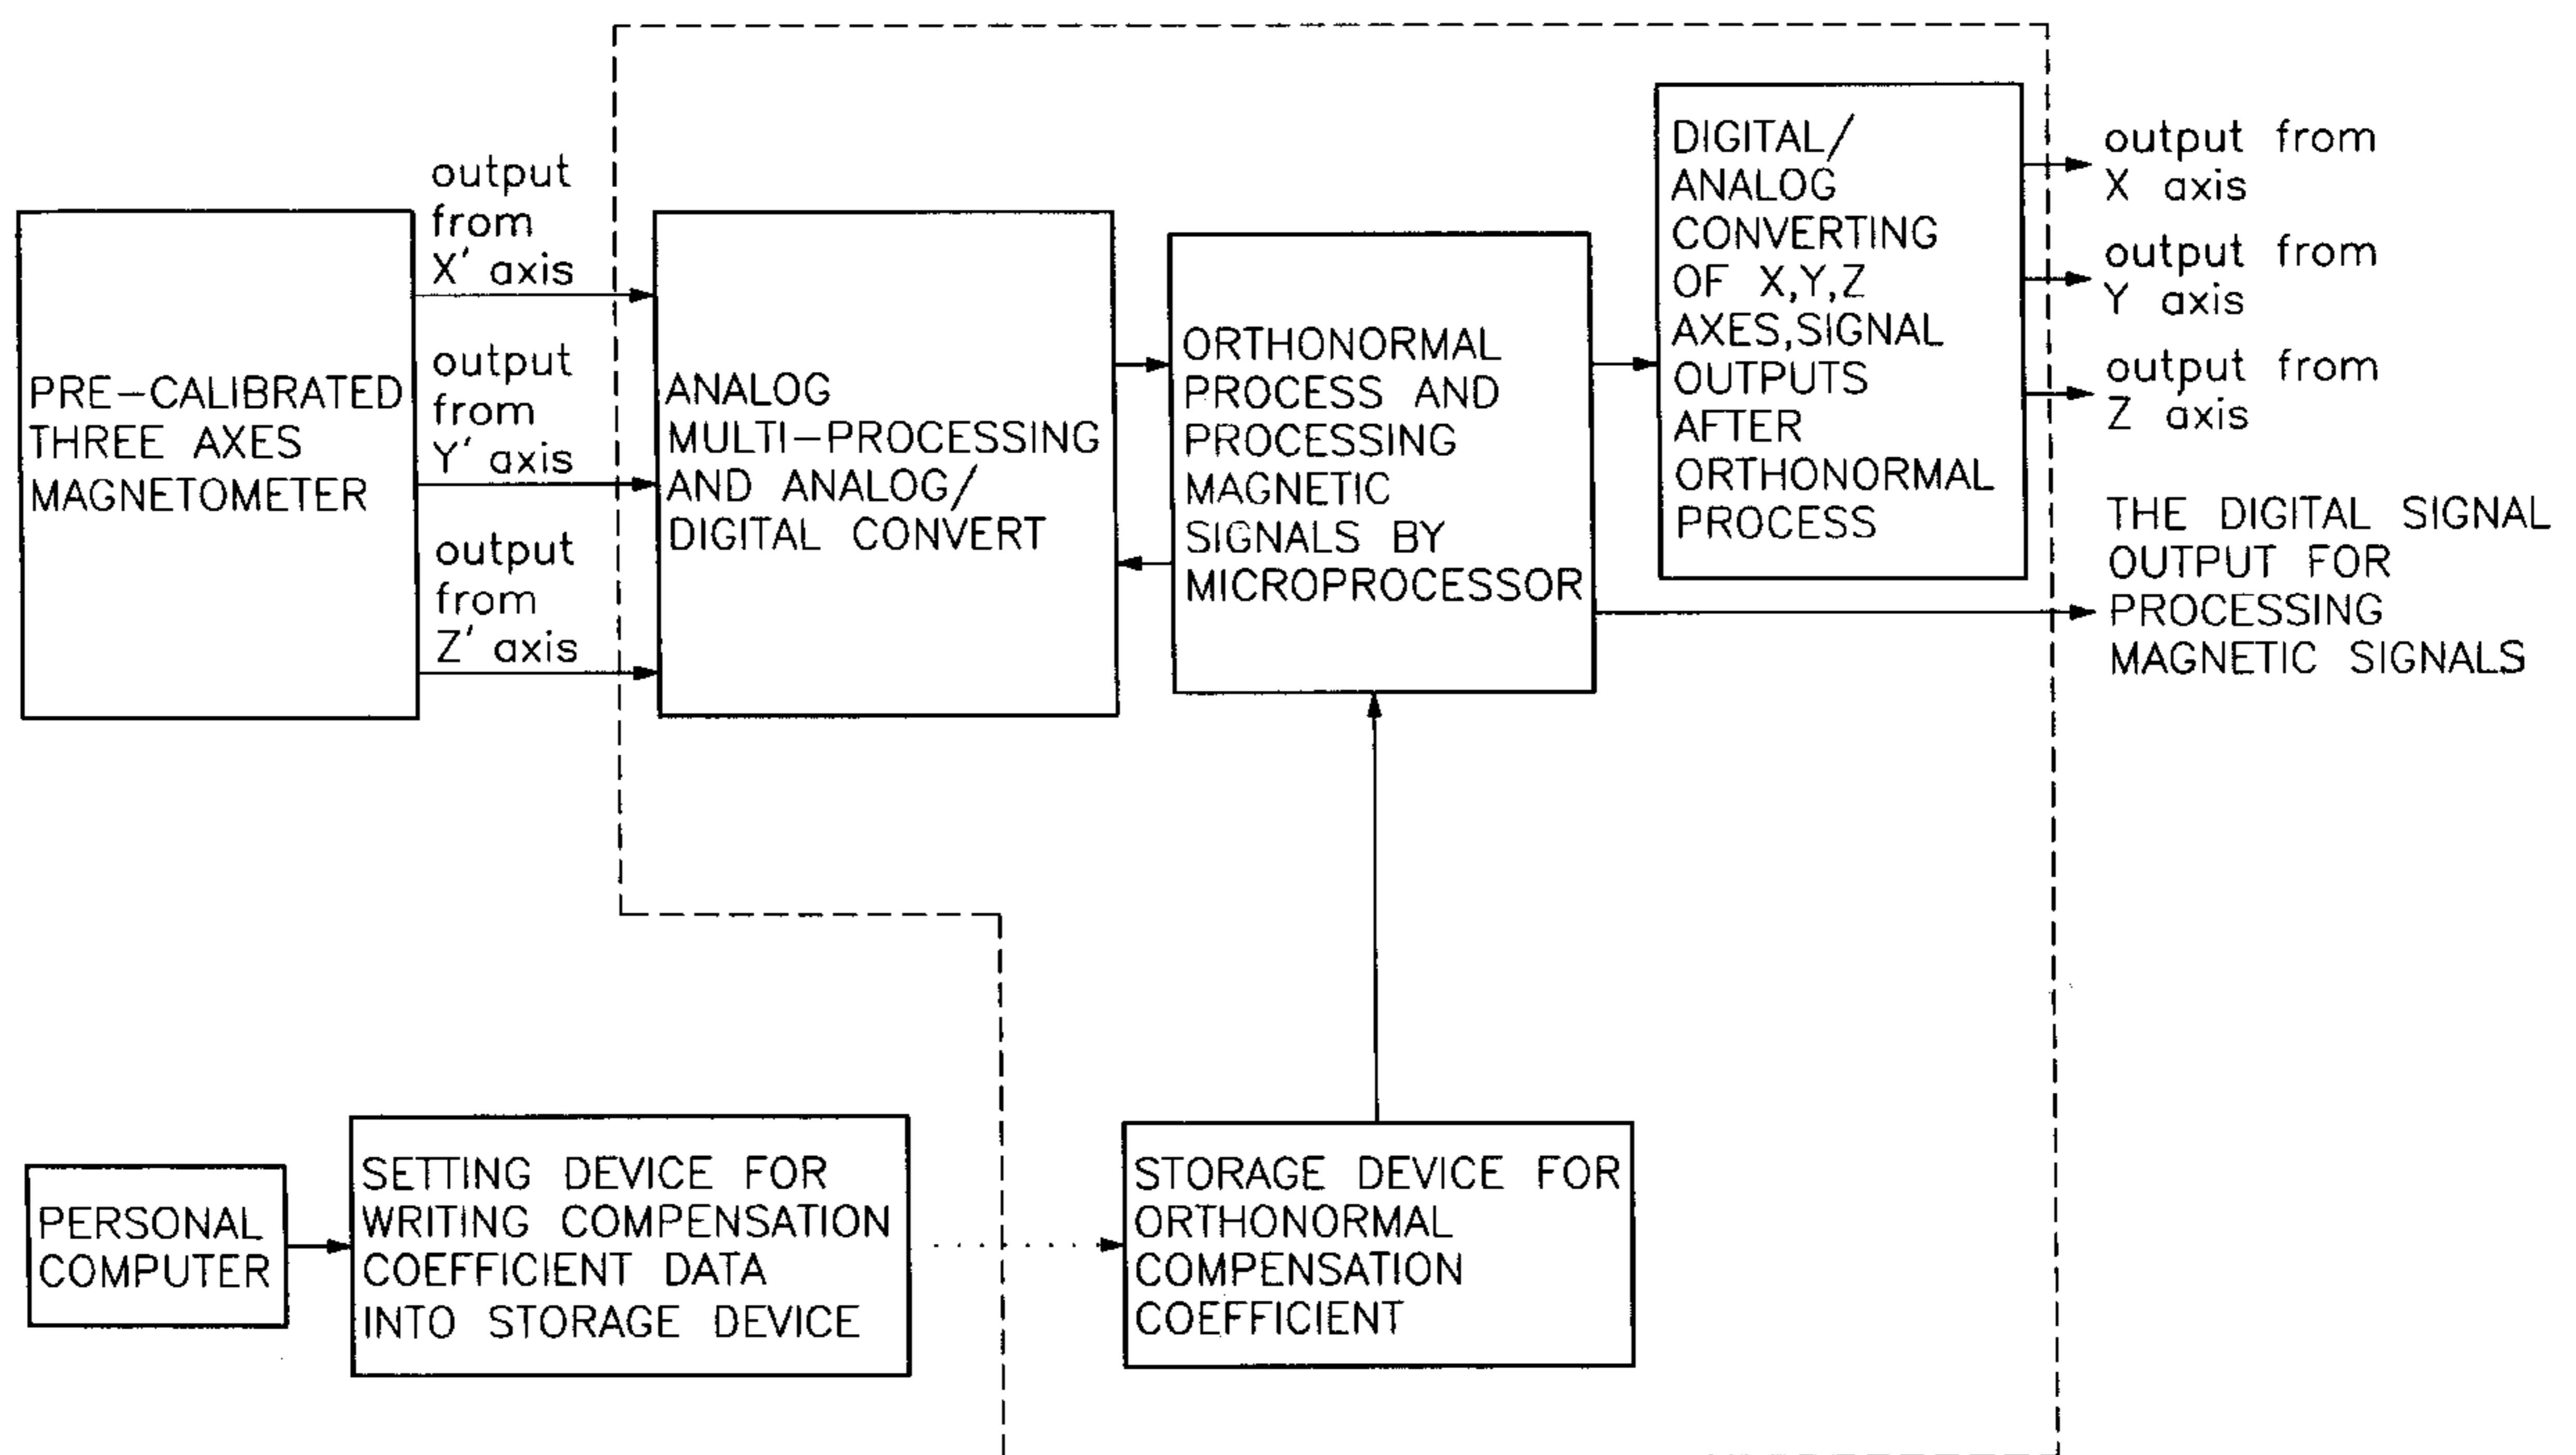 PRE-CALIBRATED
THREE AXES
MAGNETOMETER
output
from
X' axis
output
from
Y' axis
output
from
Z' axis
ANALOG
MULTI-PROCESSING
AND ANALOG/
DIGITAL CONVERT
ORTHONORMAL
PROCESS AND
PROCESSING
MAGNETIC
SIGNALS BY
MICROPROCESSOR
DIGITAL/
ANALOG
CONVERTING
OF X,Y,Z
AXES,SIGNAL
OUTPUTS
AFTER
ORTHONORMAL
PROCESS
output from
X axis
output from
Y axis
output from
Z axis
THE DIGITAL SIGNAL
OUTPUT FOR
PROCESSING
MAGNETIC SIGNALS
PERSONAL
COMPUTER
SETTING DEVICE FOR
WRITING COMPENSATION
COEFFICIENT DATA
INTO STORAGE DEVICE
STORAGE DEVICE FOR
ORTHONORMAL
COMPENSATION
COEFFICIENT